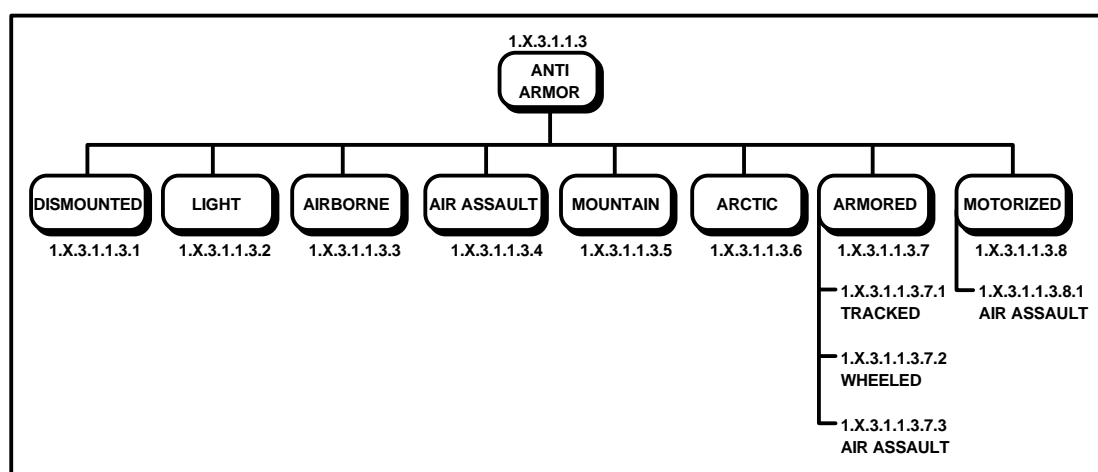 1.X.3.1.1.3
ANTI
ARMOR
DISMOUNTED
LIGHT
AIRBORNE
AIR ASSAULT
MOUNTAIN
ARCTIC
ARMORED
MOTORIZED
1.X.3.1.1.3.1
1.X.3.1.1.3.2
1.X.3.1.1.3.3
1.X.3.1.1.3.4
1.X.3.1.1.3.5
1.X.3.1.1.3.6
1.X.3.1.1.3.7
1.X.3.1.1.3.8
1.X.3.1.1.3.7.1
TRACKED
1.X.3.1.1.3.8.1
AIR ASSAULT
1.X.3.1.1.3.7.2
WHEELED
1.X.3.1.1.3.7.3
AIR ASSAULT